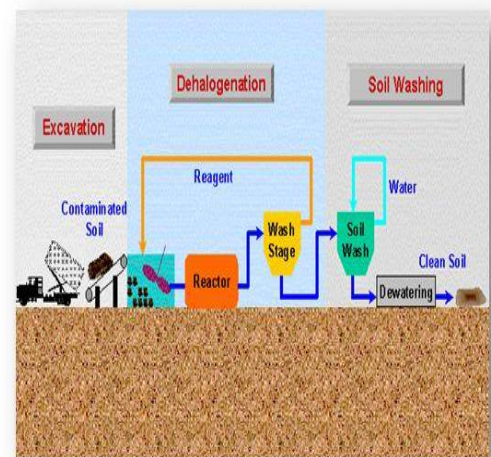 Excavation
Dehalogenation
Soil Washing
Reagent
Contaminated
Soil
Water
Wash
Stage
Soil
Wash
Clean Soil
Reactor
Dewatering